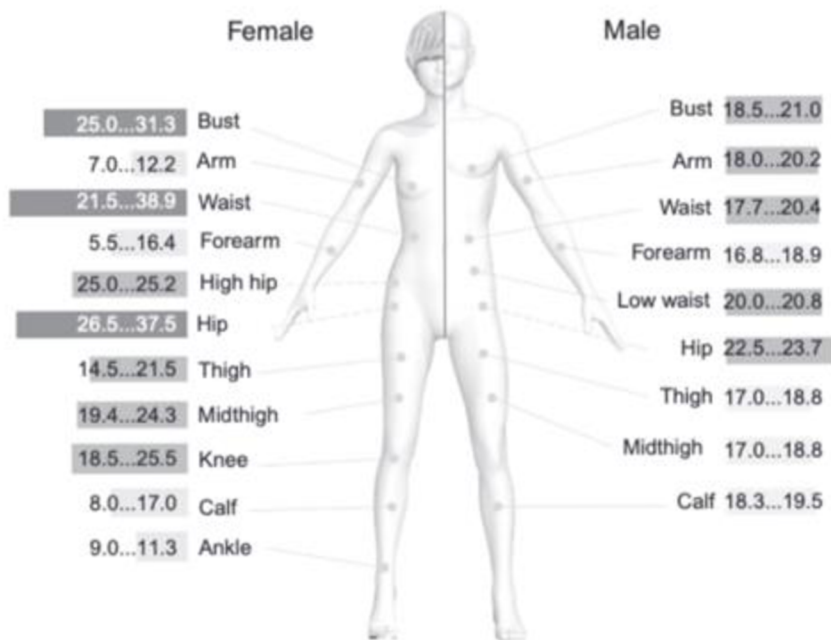 Female
Male
25.0...31.3 Bust
7.0...12.2 Arm
21.5...38.9 Waist
5.5...16.4 Forearm
25.0...25.2 High hip
26.5...37.5 Hip
14.5...21.5 Thigh
19.4...24.3 Midthigh
18.5...25.5 Knee
8.0...17.0 Calf
9.0...11.3 Ankle
Bust 18.5...21.0
Arm 18.0...20.2
Waist 17.7...20.4
Forearm 16.8...18.9
Low waist 20.0...20.8
Hip 22.5...23.7
Thigh 17.0...18.8
Midthigh 17.0...18.8
Calf 18.3...19.5